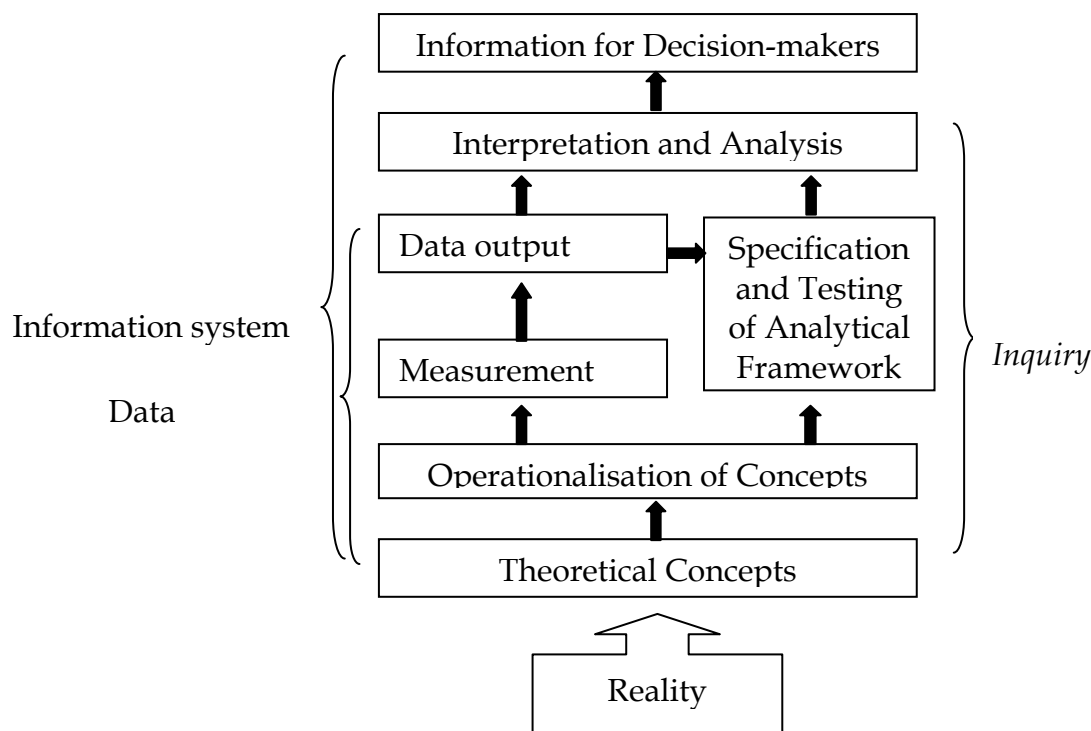 Information for Decision-makers
Interpretation and Analysis
Data output
Specification
and Testing
of Analytical
Framework
Information system
Measurement
Inquiry
Data
Operationalisation of Concepts
Theoretical Concepts
Reality